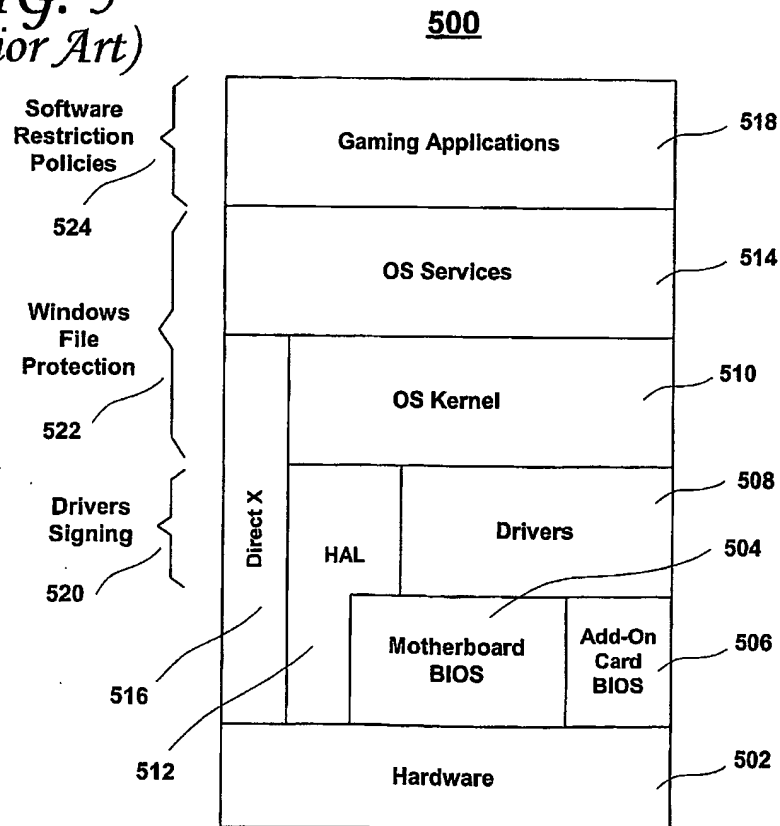 500
ior Art)
Software
Restriction
Policies
524
Gaming Applications
518
OS Services
514
Windows
File
Protection
522
OS Kernel
510
Drivers
Signing
520
Direct X
516
HAL
512
Drivers
508
504
Motherboard
BIOS
Add-On
Card
BIOS
506
Hardware
502